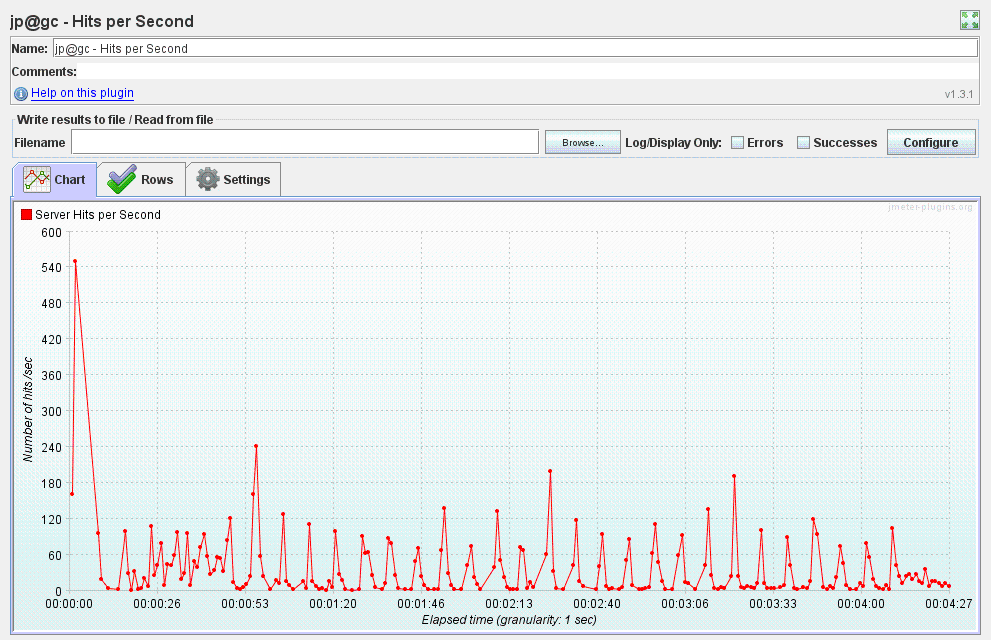 jp@gc - Hits per Second
Name: jp@gc - Hits per Second
Comments:
Help on this plugin
v1.3.1
Write results to file / Read from file
Filename Browse... Log/Display Only: Errors Successes Configure
Chart Rows Settings
jmeter-plugins.org
Server Hits per Second
600
540
480
420
360
300
240
180
120
60
0
Number of hits /sec
00:00:00 00:00:26 00:00:53 00:01:20 00:01:46 00:02:13 00:02:40 00:03:06 00:03:33 00:04:00 00:04:27
Elapsed time (granularity: 1 sec)